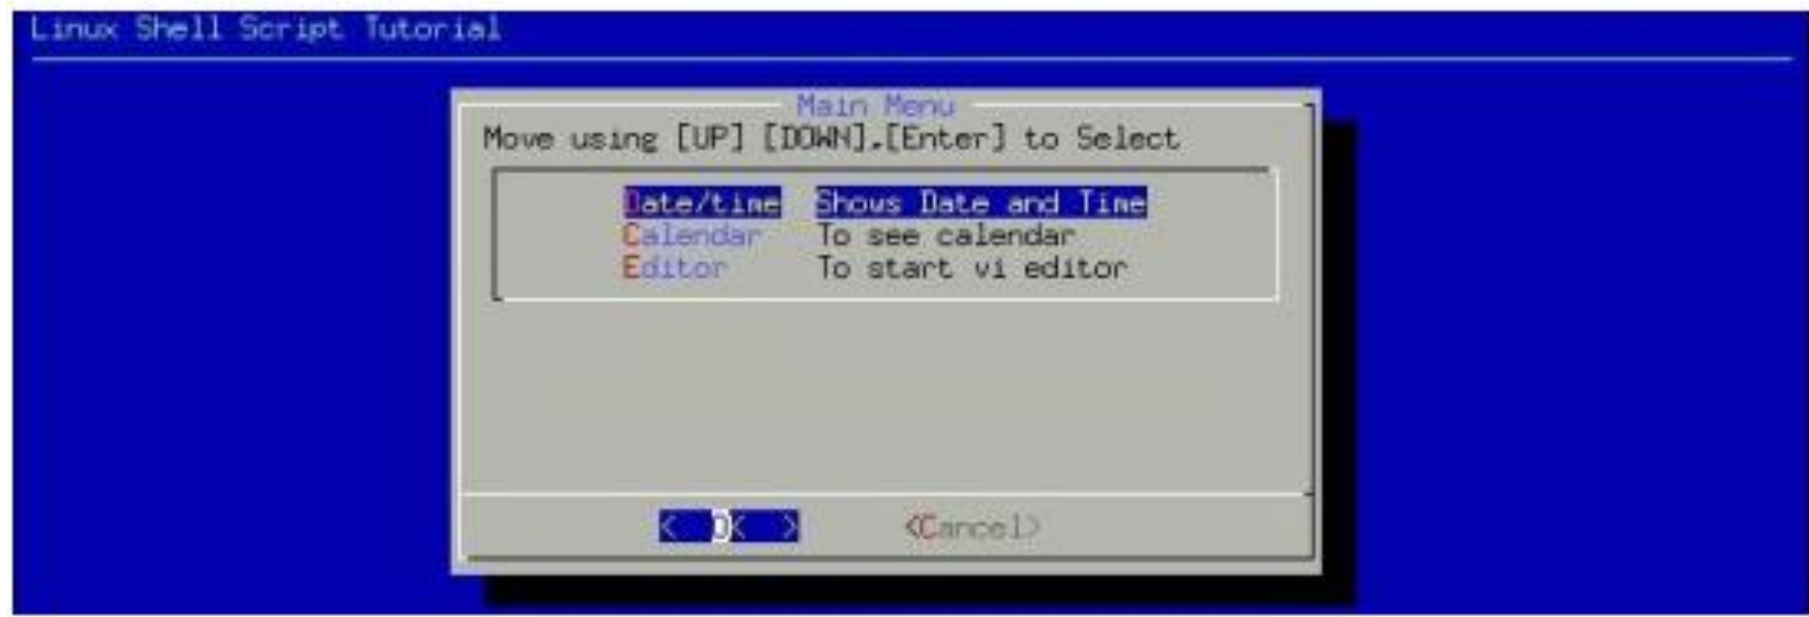 Linux Shell Script Tutorial
Main Menu
Move using [UP] [DOWN],[Enter] to Select
Date/time Shows Date and Time
Calendar To see calendar
Editor To start vi editor
< OK > <Cancel>